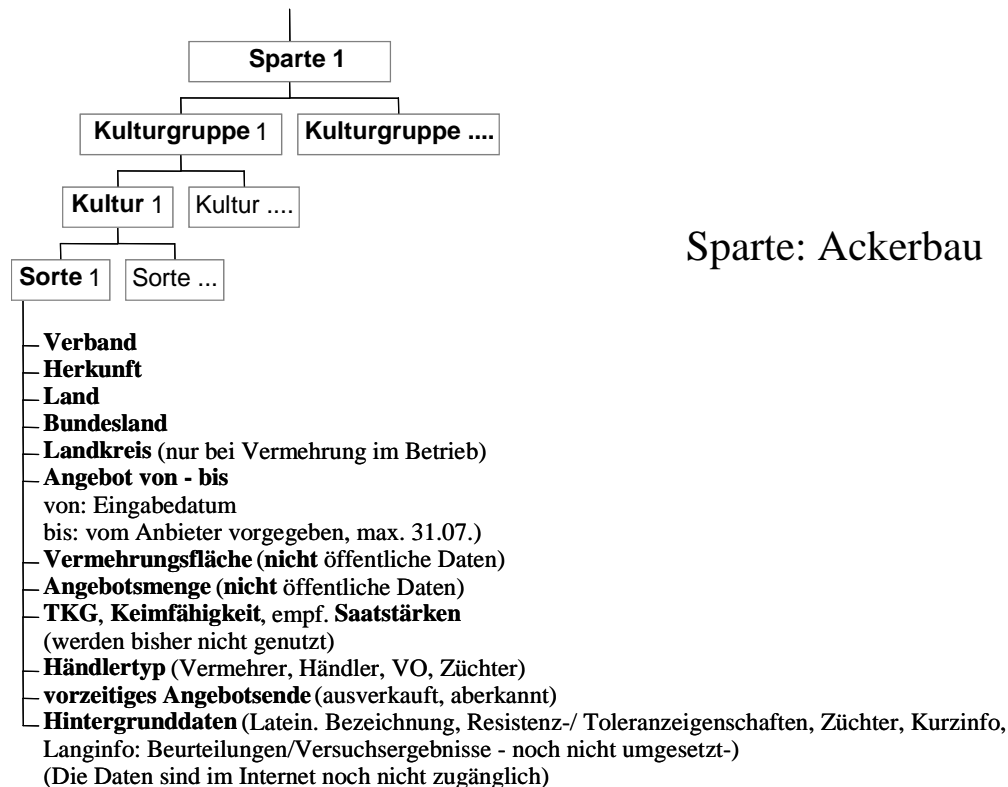 Sparte 1
Kulturgruppe 1 Kulturgruppe ....
Kultur 1 Kultur ....
Sparte: Ackerbau
Sorte 1 Sorte ...
Verband
Herkunft
Land
Bundesland
Landkreis (nur bei Vermehrung im Betrieb)
Angebot von - bis
von: Eingabedatum
bis: vom Anbieter vorgegeben, max. 31.07.)
Vermehrungsfläche (nicht öffentliche Daten)
Angebotsmenge (nicht öffentliche Daten)
TKG, Keimfähigkeit, empf. Saatstärken
(werden bisher nicht genutzt)
Händlertyp (Vermehrer, Händler, VO, Züchter)
vorzeitiges Angebotsende (ausverkauft, aberkannt)
Hintergrunddaten (Latein. Bezeichnung, Resistenz-/ Toleranzeigenschaften, Züchter, Kurzinfo,
Langinfo: Beurteilungen/Versuchsergebnisse - noch nicht umgesetzt-)
(Die Daten sind im Internet noch nicht zugänglich)